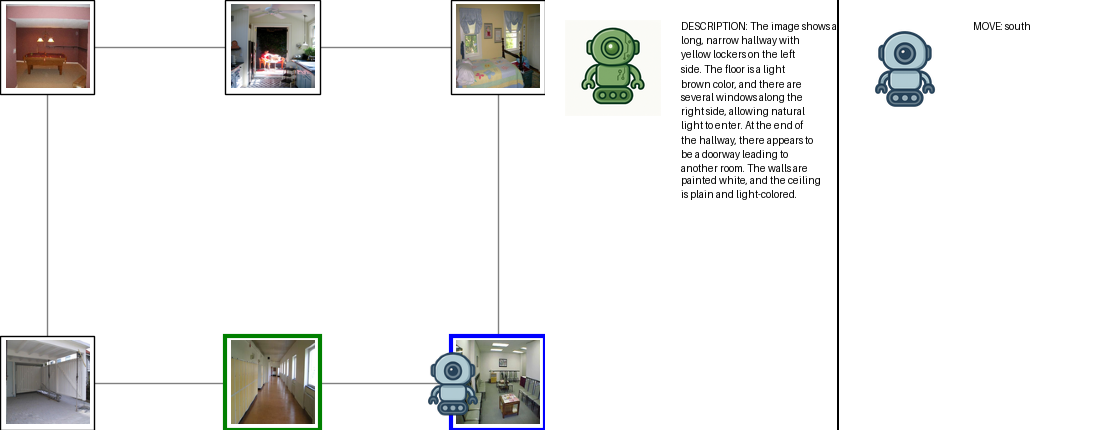 DESCRIPTION: The image shows a
long, narrow hallway with
yellow lockers on the left
side. The floor is a light
brown color, and there are
several windows along the
right side, allowing natural
light to enter. At the end of
the hallway, there appears to
be a doorway leading to
another room. The walls are
painted white, and the ceiling
is plain and light-colored.
MOVE: south